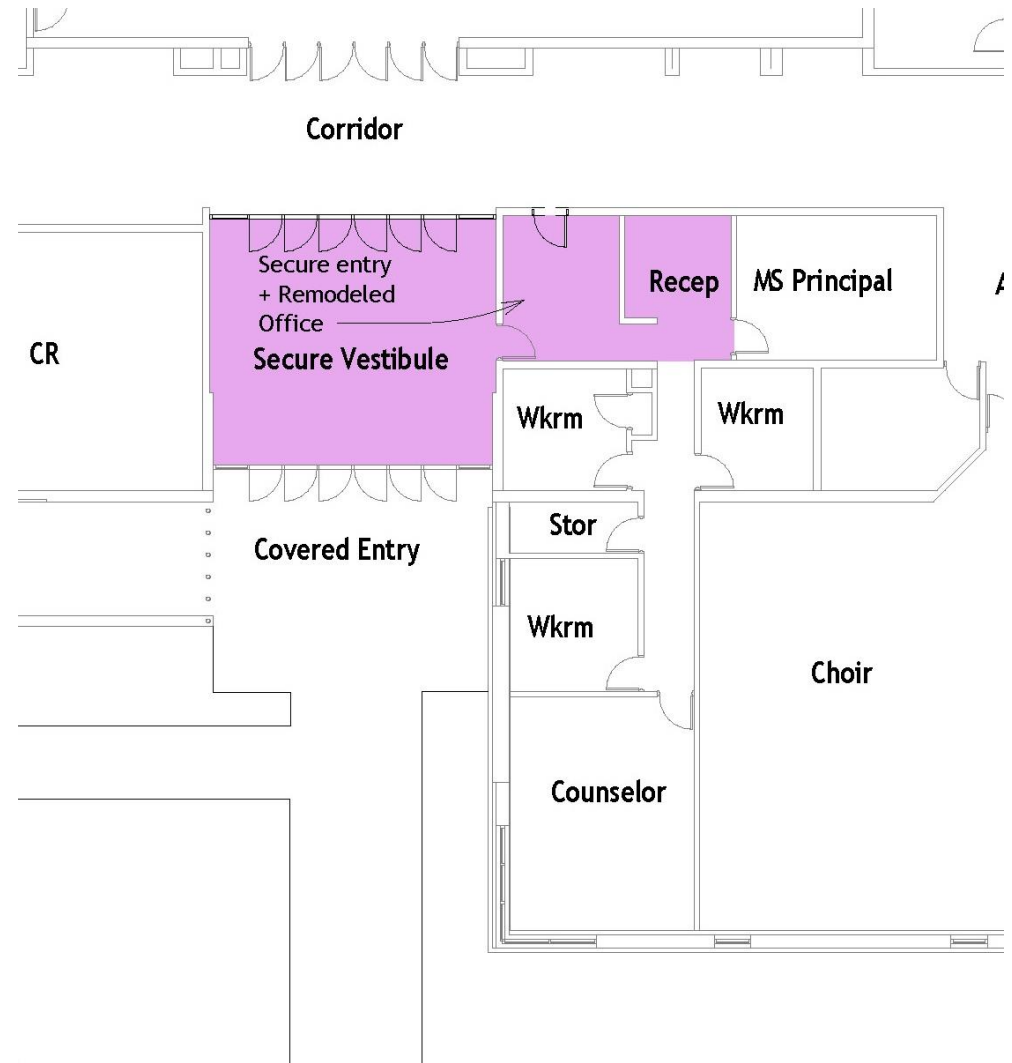 Corridor
Secure entry
+ Remodeled
Office
Recep
MS Principal
CR
Secure Vestibule
Wkrm
Wkrm
Stor
Covered Entry
Wkrm
Choir
Counselor